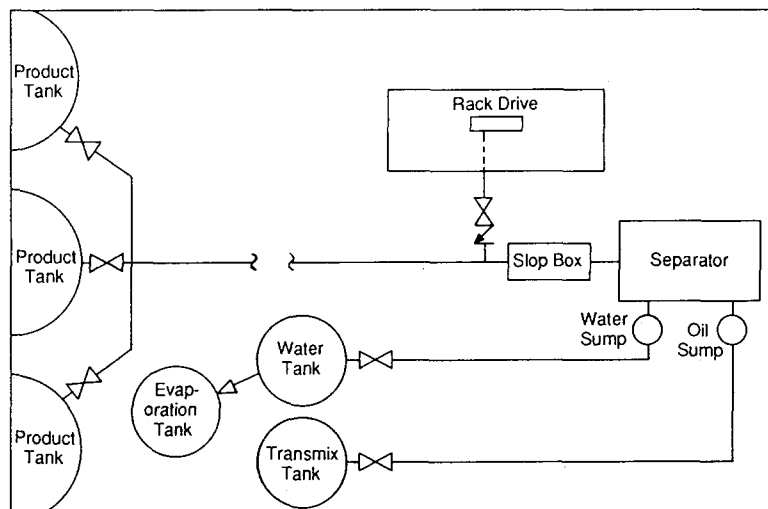 Product
Tank
Rack Drive
Product
Tank
Slop Box
Separator
Water
Sump
Oil
Sump
Water
Tank
Evap-
oration
Tank
Product
Tank
Transmix
Tank